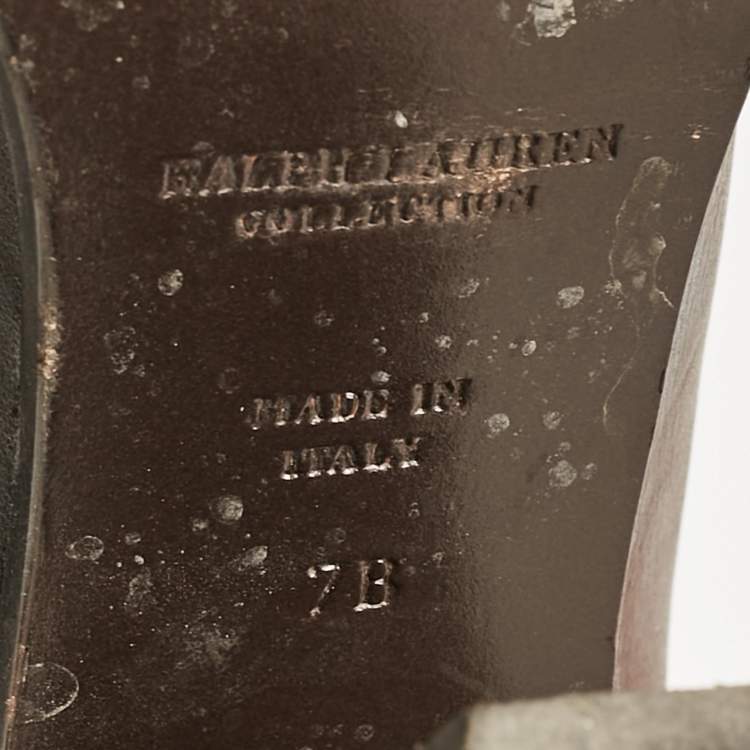 RALPH LAUREN
COLLECTION
MADE IN
ITALY
7B